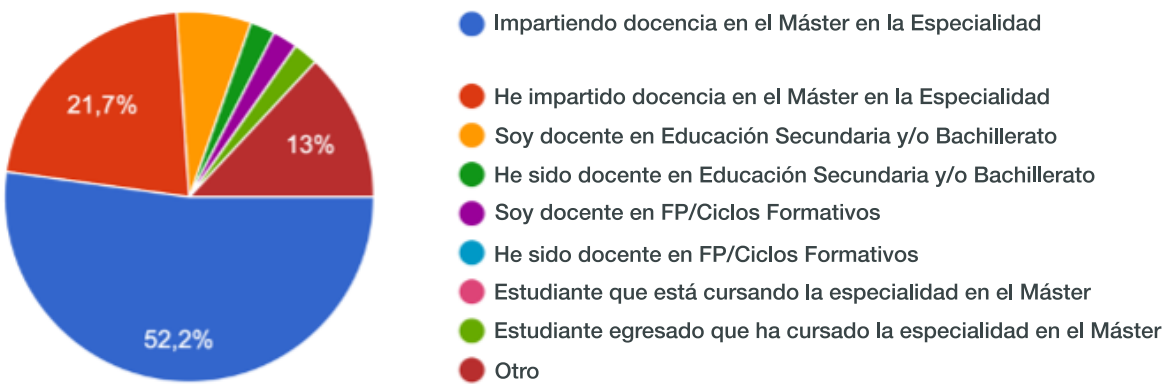 Impartiendo docencia en el Máster en la Especialidad
He impartido docencia en el Máster en la Especialidad
Soy docente en Educación Secundaria y/o Bachillerato
He sido docente en Educación Secundaria y/o Bachillerato
Soy docente en FP/Ciclos Formativos
He sido docente en FP/Ciclos Formativos
Estudiante que está cursando la especialidad en el Máster
Estudiante egresado que ha cursado la especialidad en el Máster
Otro
21,7%
13%
52,2%